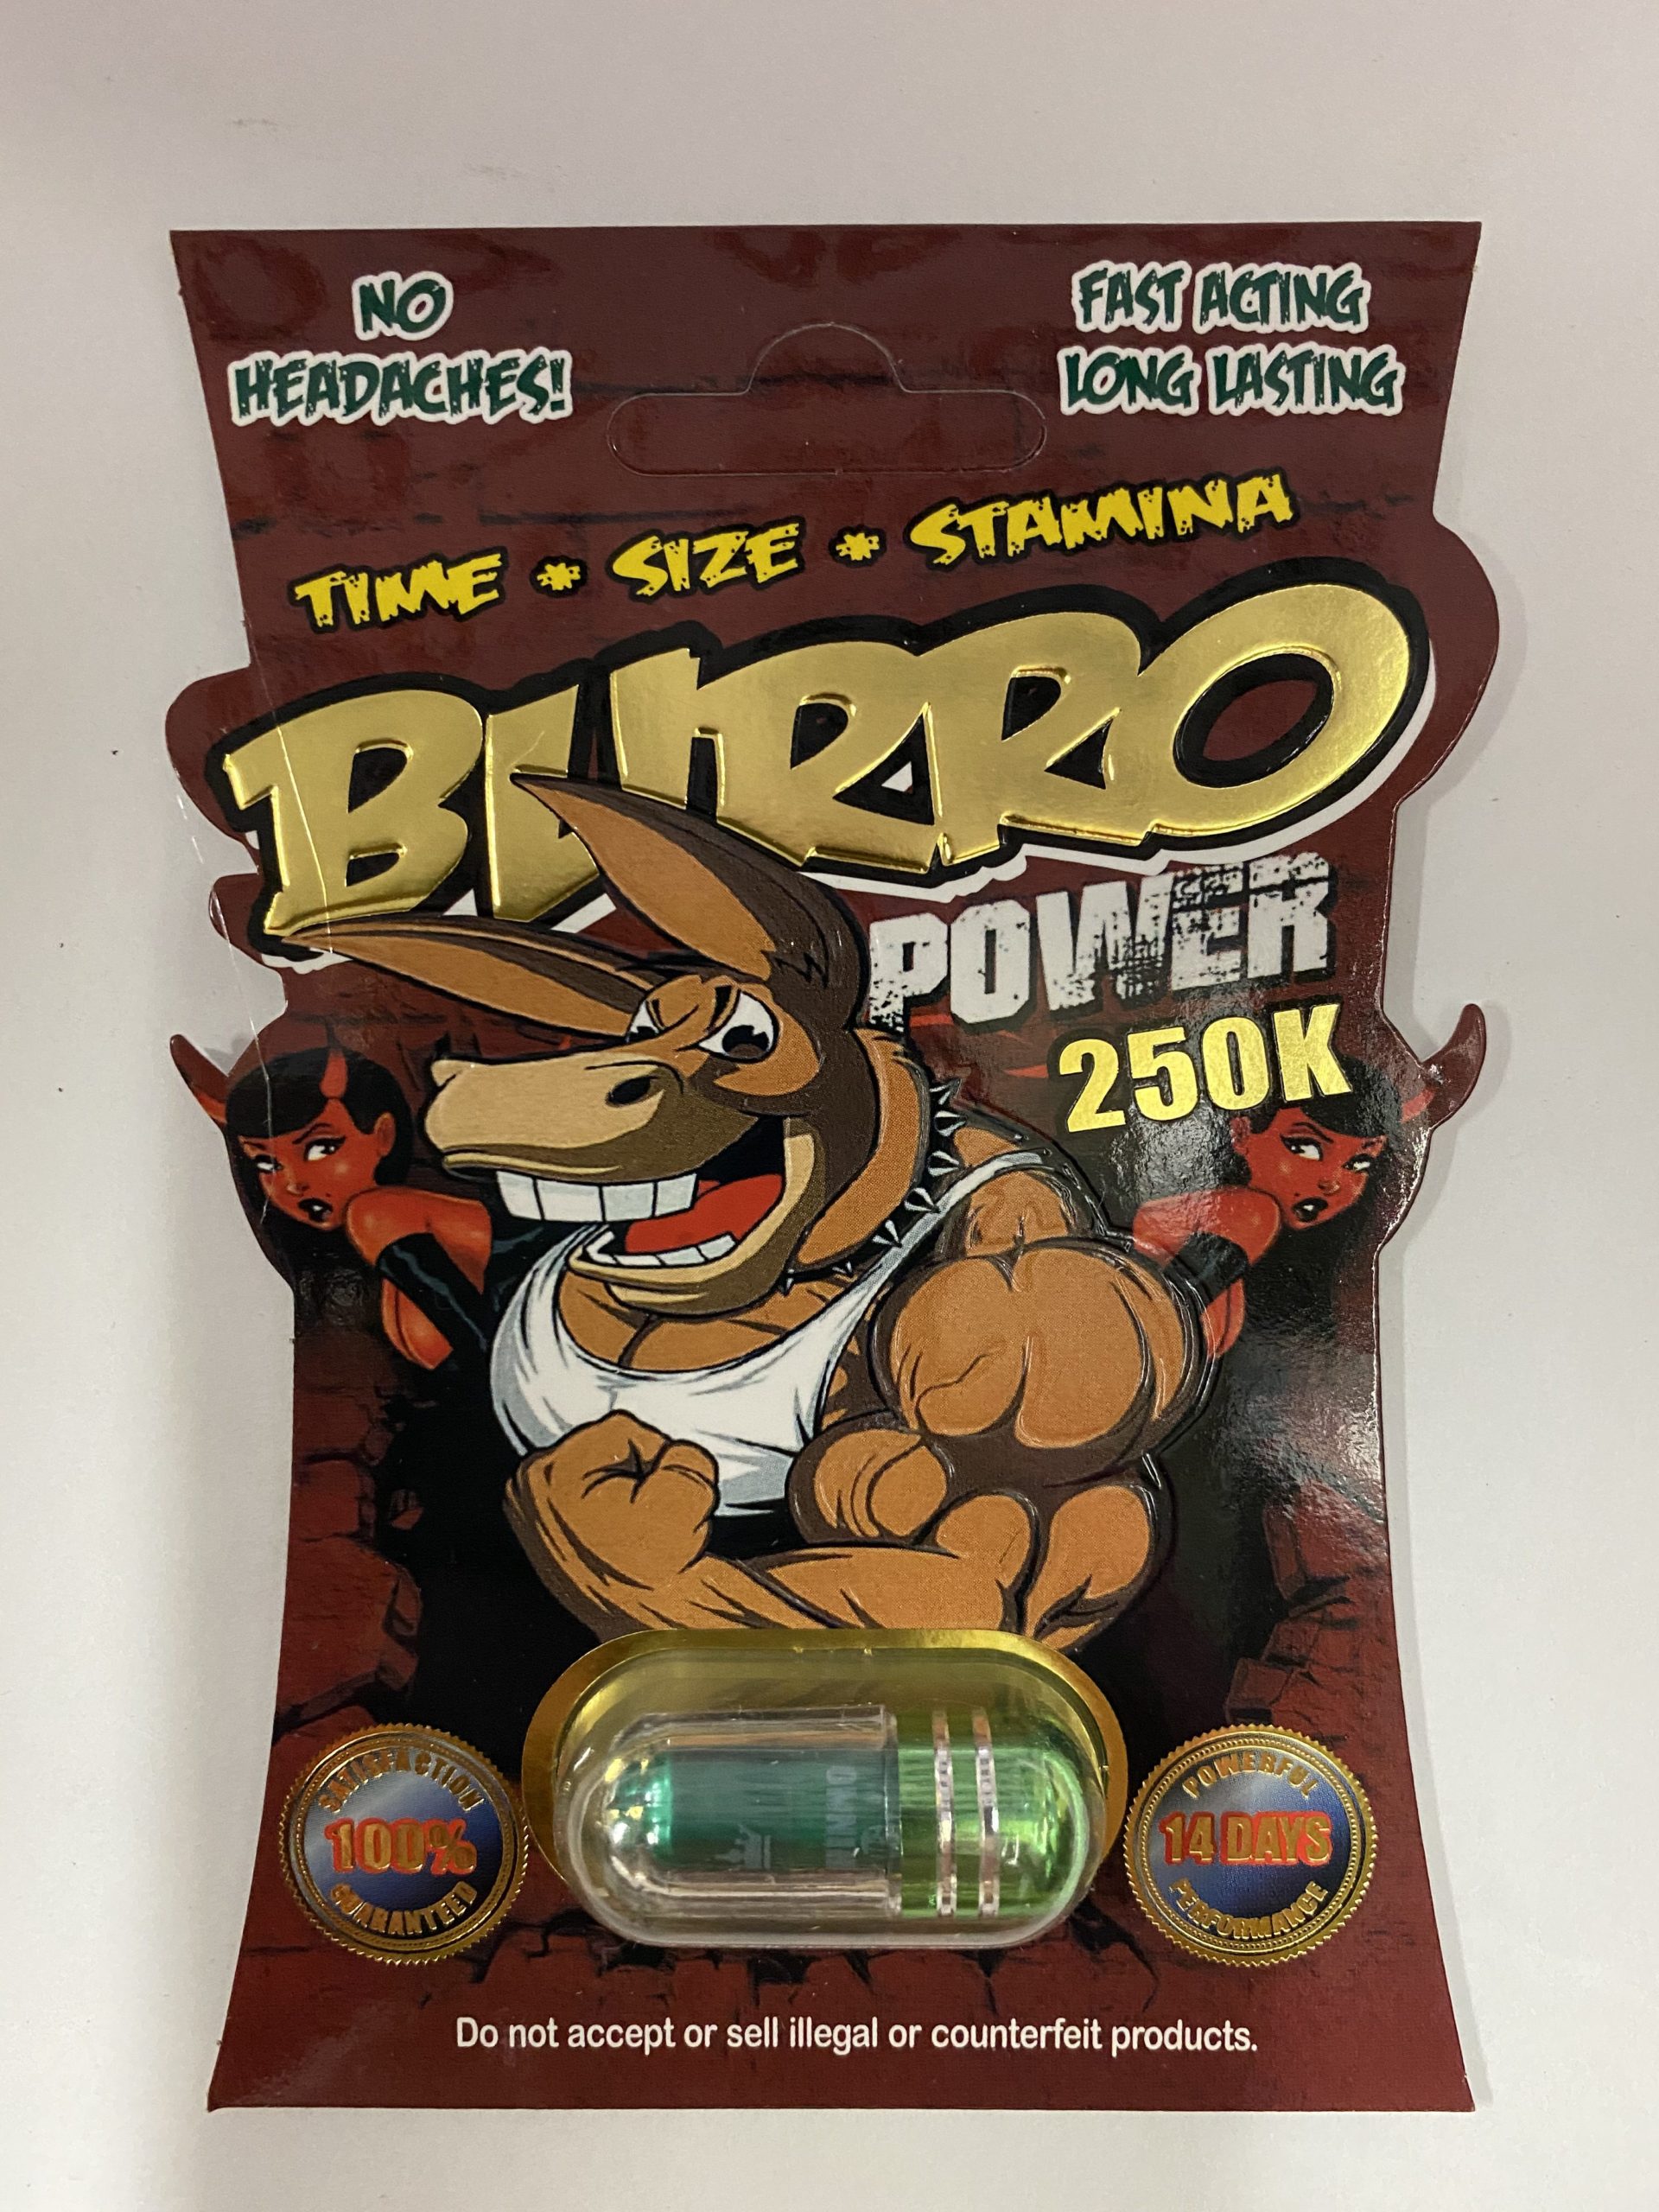 NO
HEADACHES!
FAST ACTING
LONG LASTING
TIME * SIZE * STAMINA
BURRO
POWER
250K
SATISFACTION
100%
GUARANTEED
POWERFUL
14 DAYS
PERFORMANCE
Do not accept or sell illegal or counterfeit products.